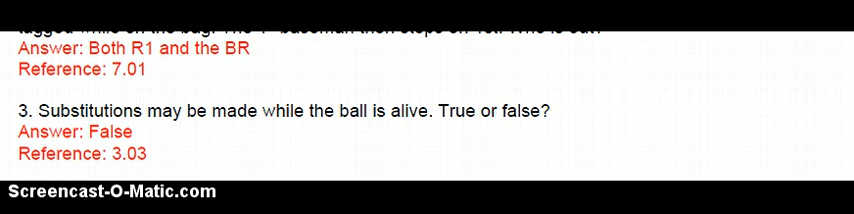 Answer: Both R1 and the BR
Reference: 7.01
3. Substitutions may be made while the ball is alive. True or false?
Answer: False
Reference: 3.03
Screencast-O-Matic.com